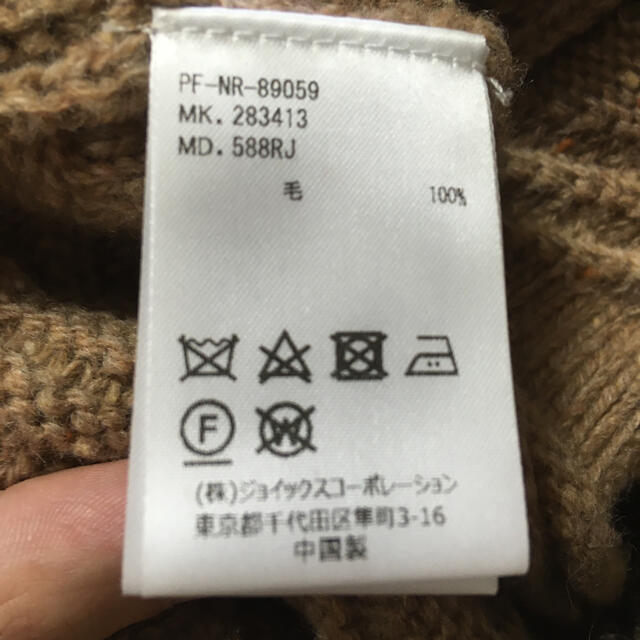 PF-NR-89059
MK. 283413
MD. 588RJ
毛 100%
F W
(株)ジョイックスコーポレーション
東京都千代田区隼町3-16
中国製